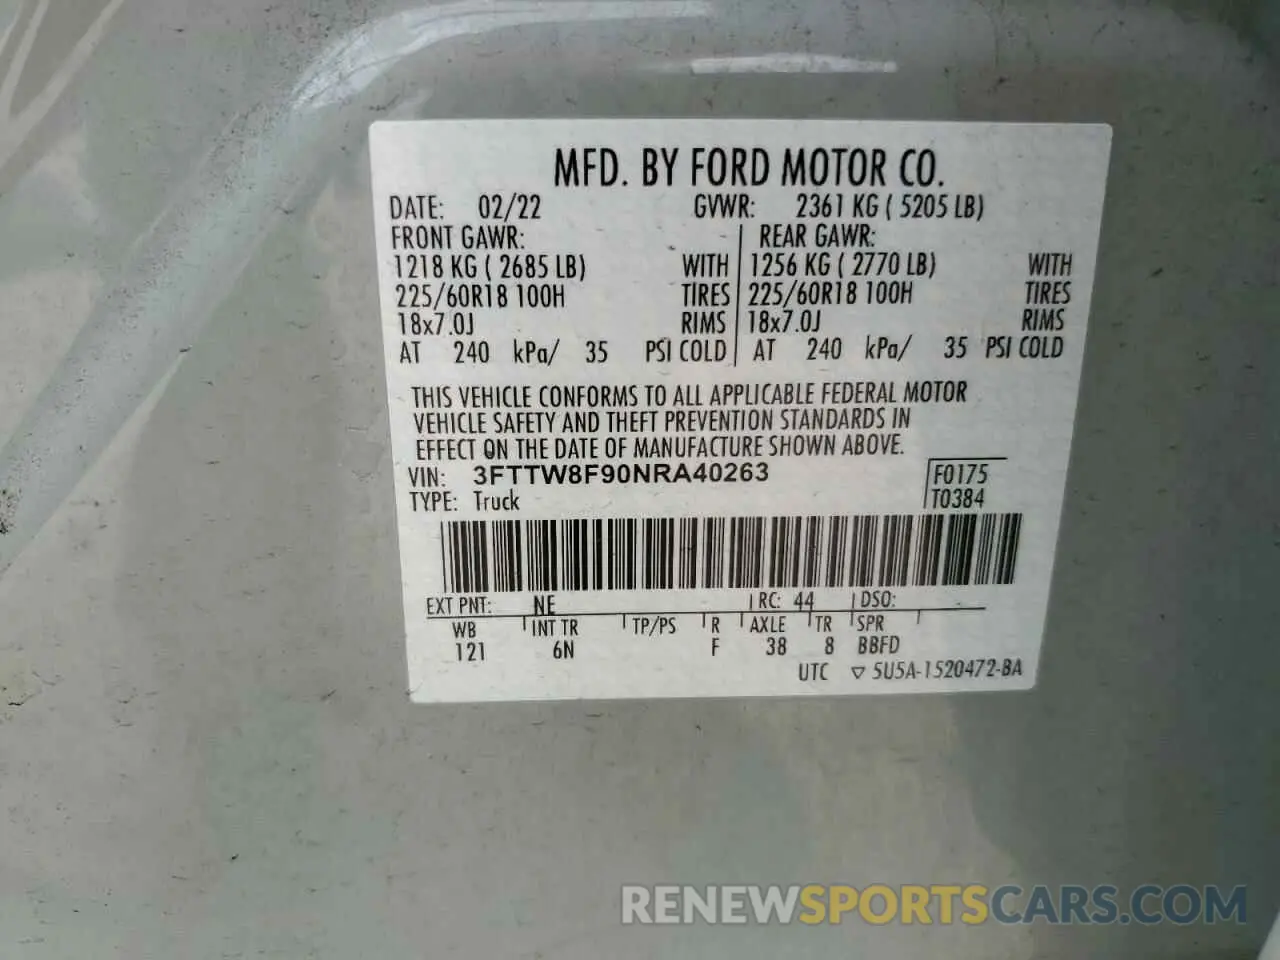 MFD. BY FORD MOTOR CO.
DATE: 02/22 GVWR: 2361 KG ( 5205 LB)
FRONT GAWR: REAR GAWR:
1218 KG ( 2685 LB) WITH 1256 KG ( 2770 LB) WITH
225/60R18 100H TIRES 225/60R18 100H TIRES
18x7.0J RIMS 18x7.0J RIMS
AT 240 kPa/ 35 PSI COLD AT 240 kPa/ 35 PSI COLD
THIS VEHICLE CONFORMS TO ALL APPLICABLE FEDERAL MOTOR
VEHICLE SAFETY AND THEFT PREVENTION STANDARDS IN
EFFECT ON THE DATE OF MANUFACTURE SHOWN ABOVE.
VIN: 3FTTW8F90NRA40263 F0175
TYPE: Truck T0384
EXT PNT: NE RC: 44 DSO:
WB INT TR TP/PS R AXLE TR SPR
121 6N F 38 8 BBFD
UTC ▽ 5U5A-1520472-BA
RENEWSPORTSCARS.COM